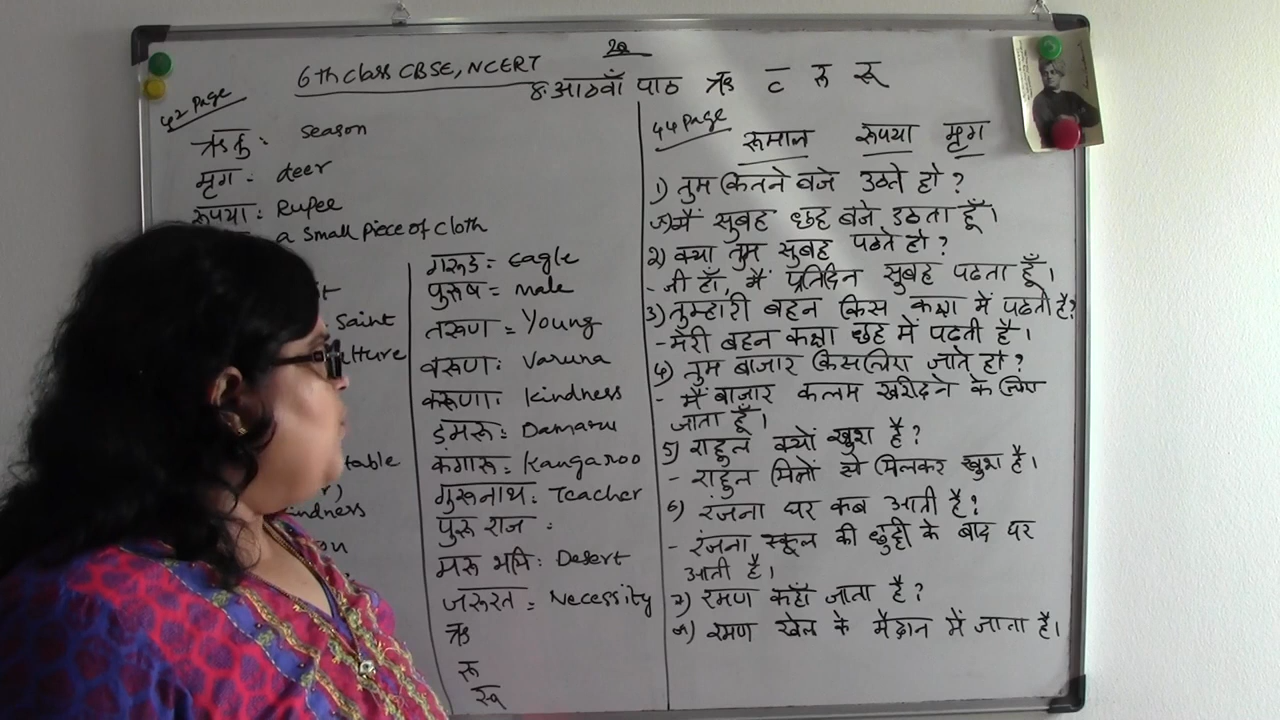 २०
6th class CBSE, NCERT
8. आठवाँ पाठ ऋ ृ रु रू
42 Page
ऋतु: season
मृग: deer
रूपया: Rupee
a small piece of cloth
Saint
गरूड: Eagle
पुरूष: male
तरूण: Young
वरूण: Varuna
करूणा: kindness
डमरू: Damaru
कंगारू: Kangaroo
गुरूनाथ: Teacher
पुरू राज:
मरू भूमि: Desert
जरूरत: Necessity
ऋ
रू
44 Page
रूमाल रूपया मृग
1) तुम कितने बजे उठते हो?
मैं सुबह छह बजे उठता हूँ।
2) क्या तुम सुबह पढते हो?
- जी हाँ, मैं प्रतिदिन सुबह पढता हूँ।
3) तुम्हारी बहन किस कक्षा में पढती है?
- मेरी बहन कक्षा छह में पढ़ती है।
4) तुम बाजार किसलिए जाते हो?
- मैं बाज़ार कलम खरीदने के लिए
जाता हूँ।
5) राहुल क्यों खुश है?
- राहुल मित्रों से मिलकर खुश है।
6) रंजना घर कब आती है?
- रंजना स्कूल की छुट्टी के बाद घर
आती है।
7) रमण कहाँ जाता है?
रमण खेल के मैदान में जाता है।